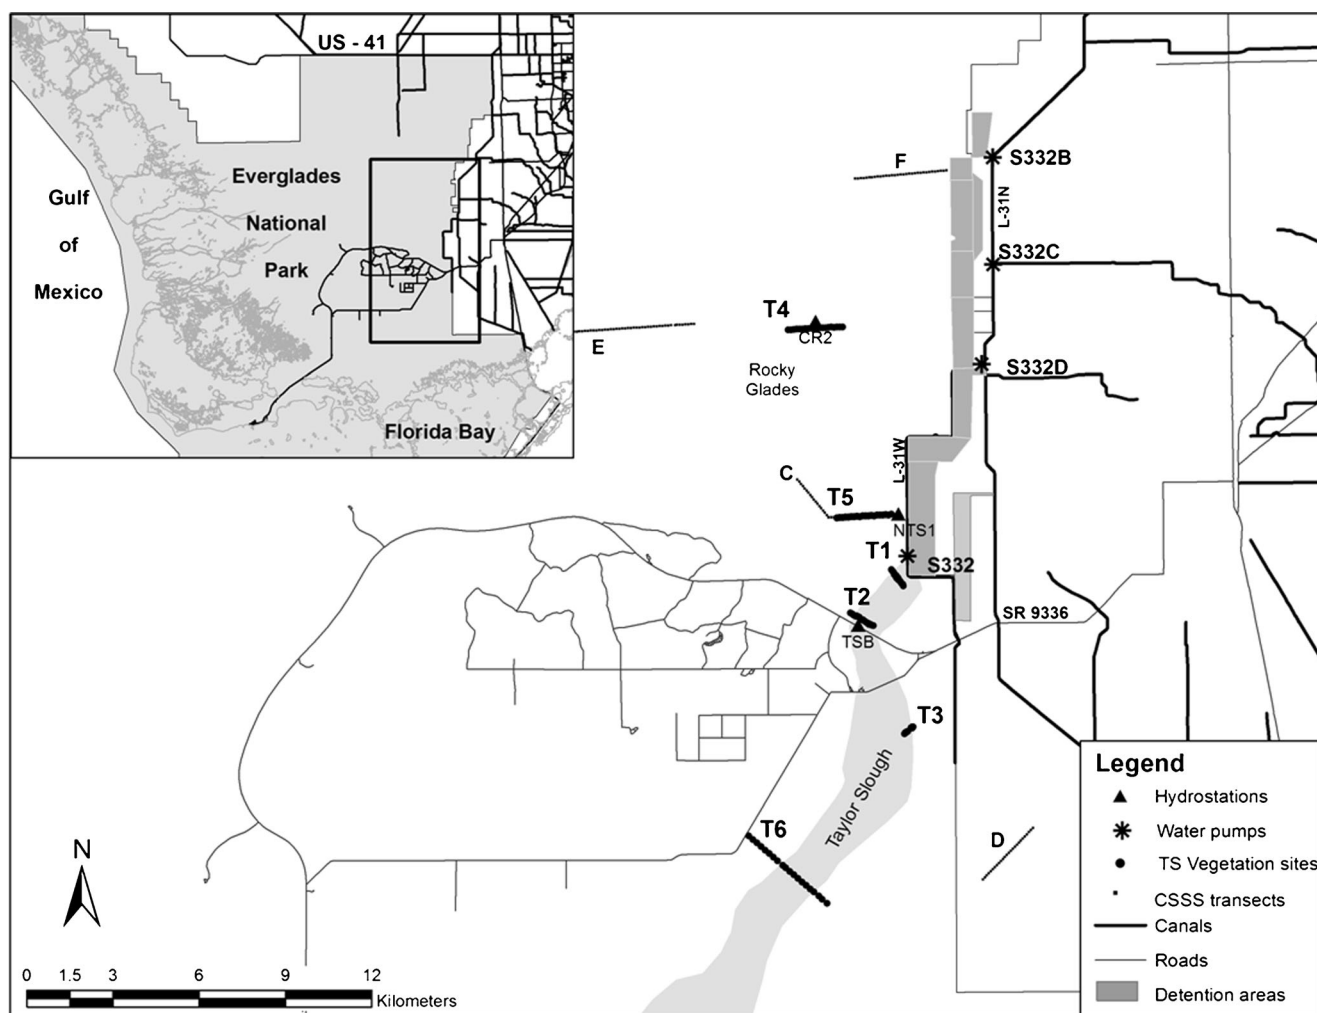 US - 41
Everglades
National
Park
Gulf
of
Mexico
Florida Bay
F
S332B
L-31N
S332C
T4
CR2
E
Rocky
Glades
S332D
L-31W
C
T5
NTS1
T1
S332
T2
TSB
SR 9336
T3
Taylor Slough
T6
D
N
0 1.5 3 6 9 12
Kilometers
Legend
Hydrostations
Water pumps
TS Vegetation sites
CSSS transects
Canals
Roads
Detention areas